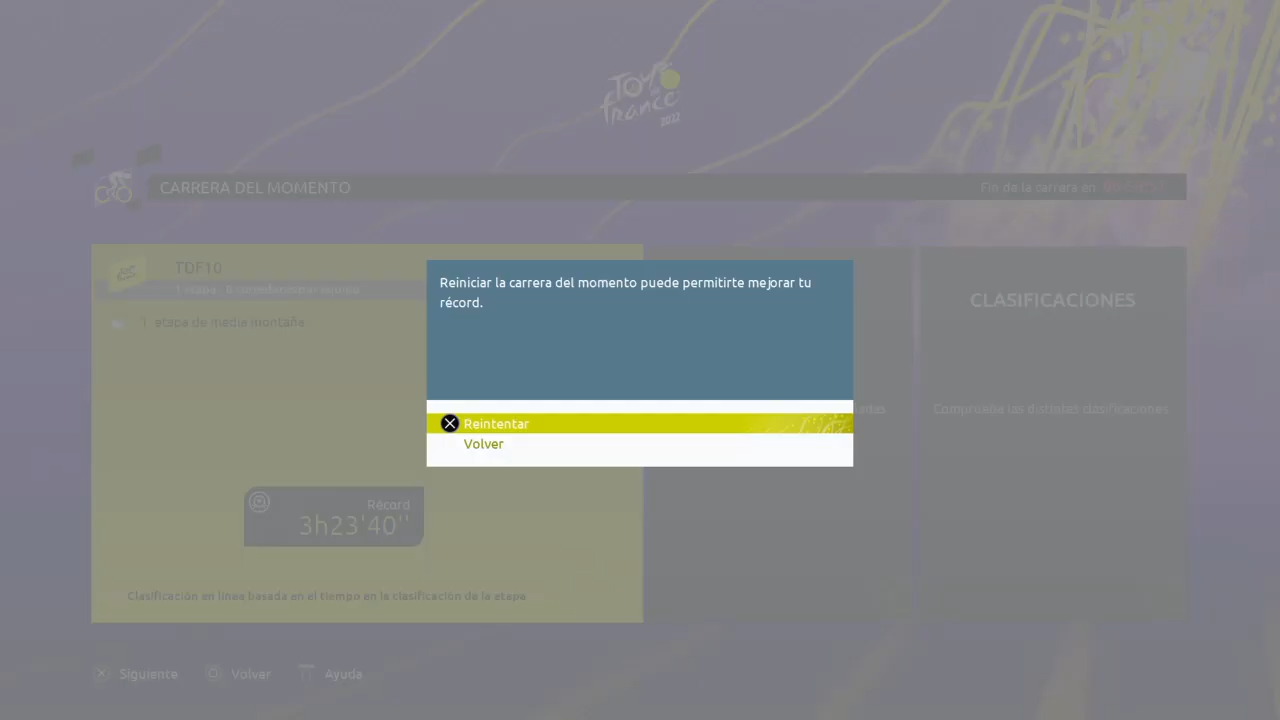 Tour de france 2022
CARRERA DEL MOMENTO
Fin de la carrera en
TDF10
1. etapa de media montaña
Reiniciar la carrera del momento puede permitirte mejorar tu
récord.
Reintentar
Volver
CLASIFICACIONES
Compruebe las distintas clasificaciones
Récord
3h23'40''
Clasificación en línea basada en el tiempo en la clasificación de la etapa
Siguiente
Volver
Ayuda